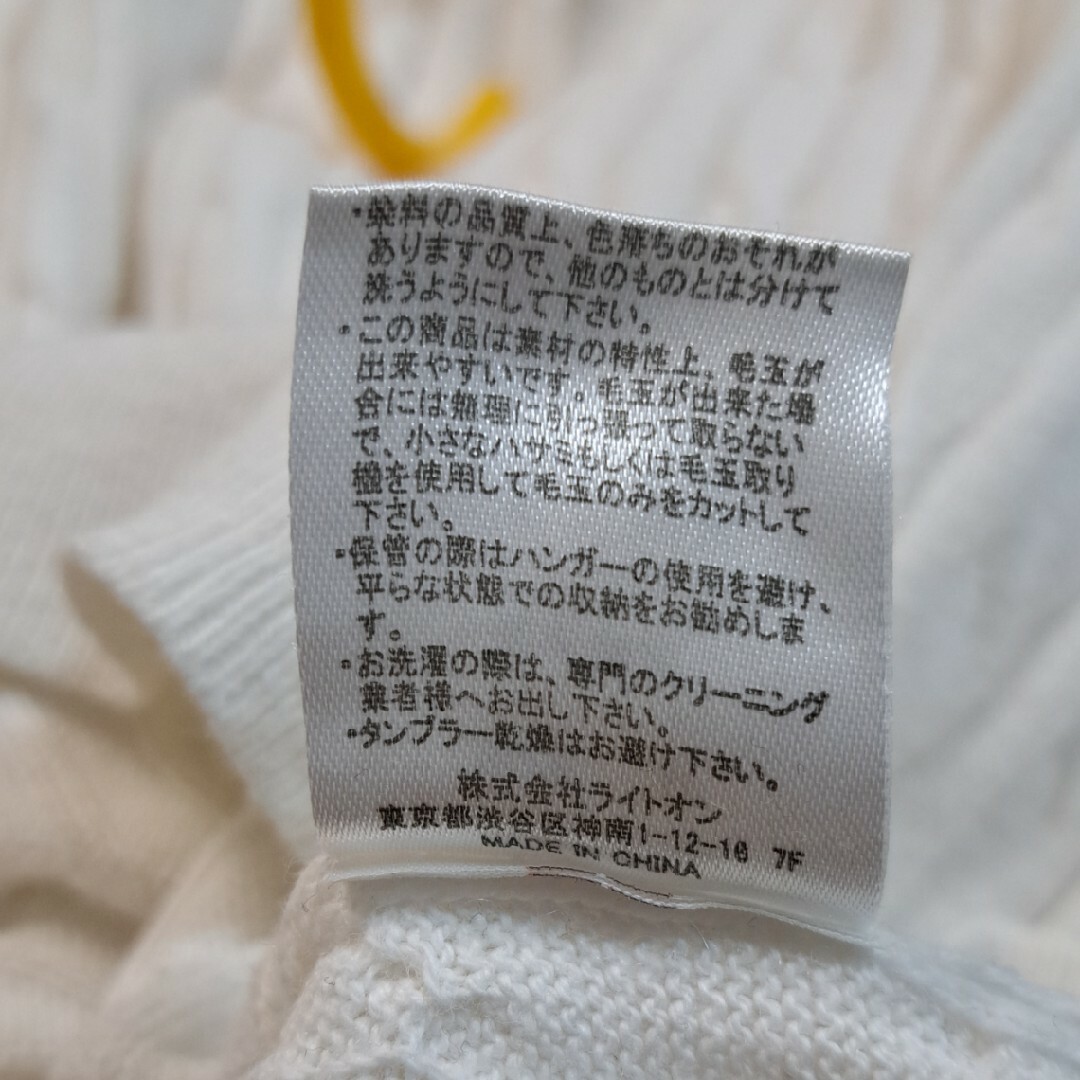 ・染料の品質上、色落ちのおそれが
ありますので、他のものとは分けて
洗うようにして下さい。
・この商品は素材の特性上、毛玉が
出来やすいです。毛玉が出来た場
合には無理に引っ張って取らない
で、小さなハサミもしくは毛玉取り
機を使用して毛玉のみをカットして
下さい。
・保管の際はハンガーの使用を避け、
平らな状態での収納をお勧めしま
す。
・お洗濯の際は、専門のクリーニング
業者様へお出し下さい。
・タンブラー乾燥はお避け下さい。
株式会社ライトオン
東京都渋谷区神南1-12-16 7F
MADE IN CHINA